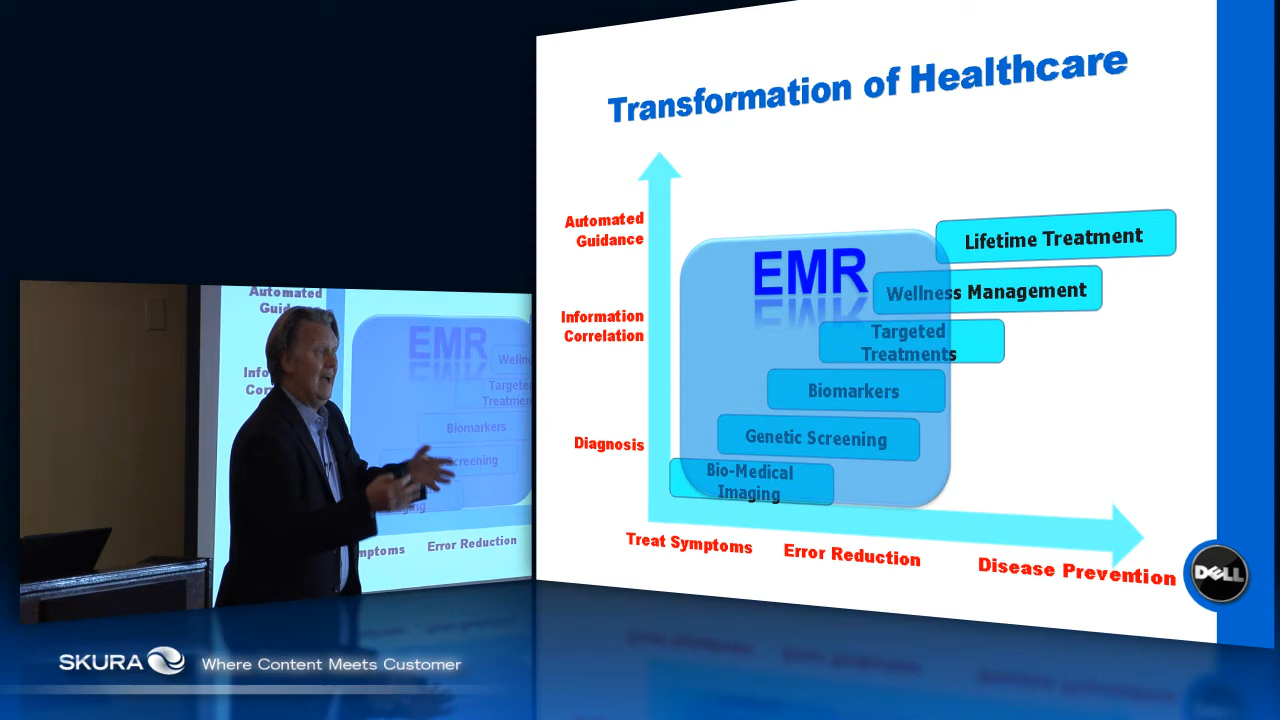 Transformation of Healthcare
Automated
Guidance
Information
Correlation
Diagnosis
EMR
Lifetime Treatment
Wellness Management
Targeted
Treatments
Biomarkers
Genetic Screening
Bio-Medical
Imaging
Treat Symptoms
Error Reduction
Disease Prevention
DELL
Automated
EMR
Targeted
Biomarkers
Error Reduction
SKURA
Where Content Meets Customer